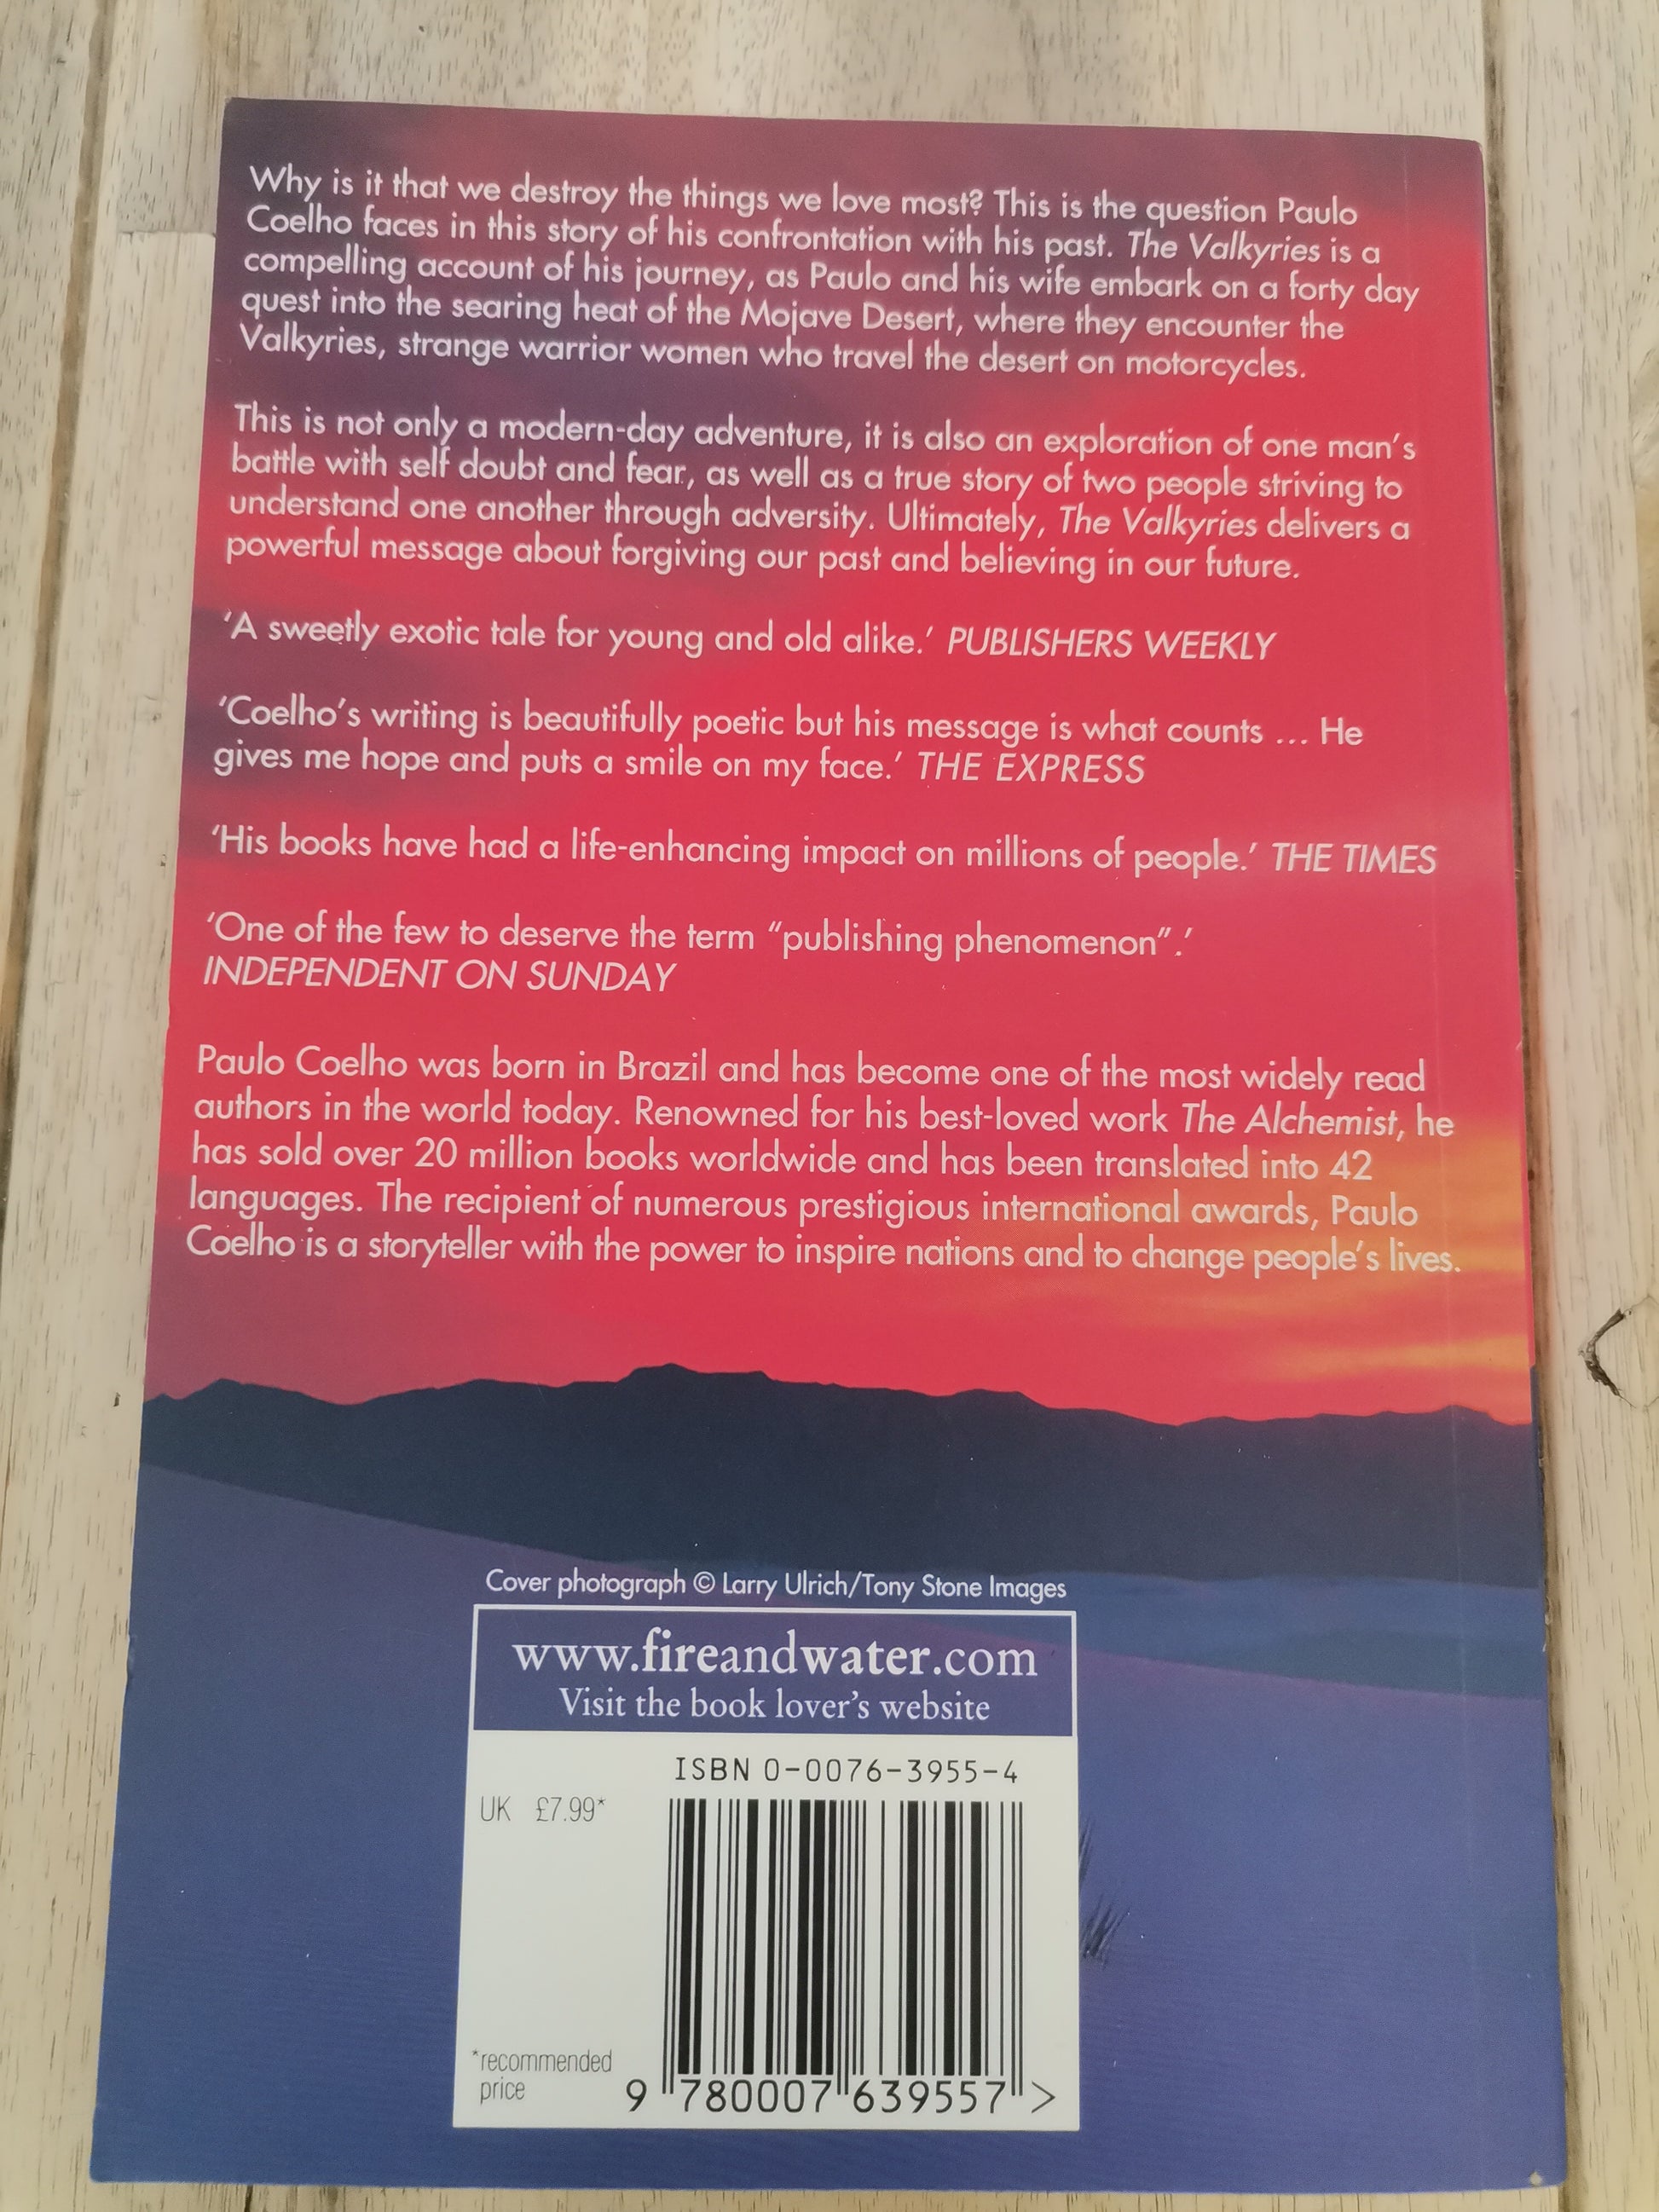 Why is it that we destroy the things we love most? This is the question Paulo
Coelho faces in this story of his confrontation with his past. The Valkyries is a
compelling account of his journey, as Paulo and his wife embark on a forty day
quest into the searing heat of the Mojave Desert, where they encounter the
Valkyries, strange warrior women who travel the desert on motorcycles.
This is not only a modern-day adventure, it is also an exploration of one man's
battle with self doubt and fear, as well as a true story of two people striving to
understand one another through adversity. Ultimately, The Valkyries delivers a
powerful message about forgiving our past and believing in our future.
'A sweetly exotic tale for young and old alike.' PUBLISHERS WEEKLY
'Coelho's writing is beautifully poetic but his message is what counts ... He
gives me hope and puts a smile on my face.' THE EXPRESS
'His books have had a life-enhancing impact on millions of people.' THE TIMES
'One of the few to deserve the term "publishing phenomenon".'
INDEPENDENT ON SUNDAY
Paulo Coelho was born in Brazil and has become one of the most widely read
authors in the world today. Renowned for his best-loved work The Alchemist, he
has sold over 20 million books worldwide and has been translated into 42
languages. The recipient of numerous prestigious international awards, Paulo
Coelho is a storyteller with the power to inspire nations and to change people's lives.
Cover photograph © Larry Ulrich/Tony Stone Images
www.fireandwater.com
Visit the book lover's website
ISBN 0-0076-3955-4
UK £7.99*
*recommended
price
9 780007 639557 >